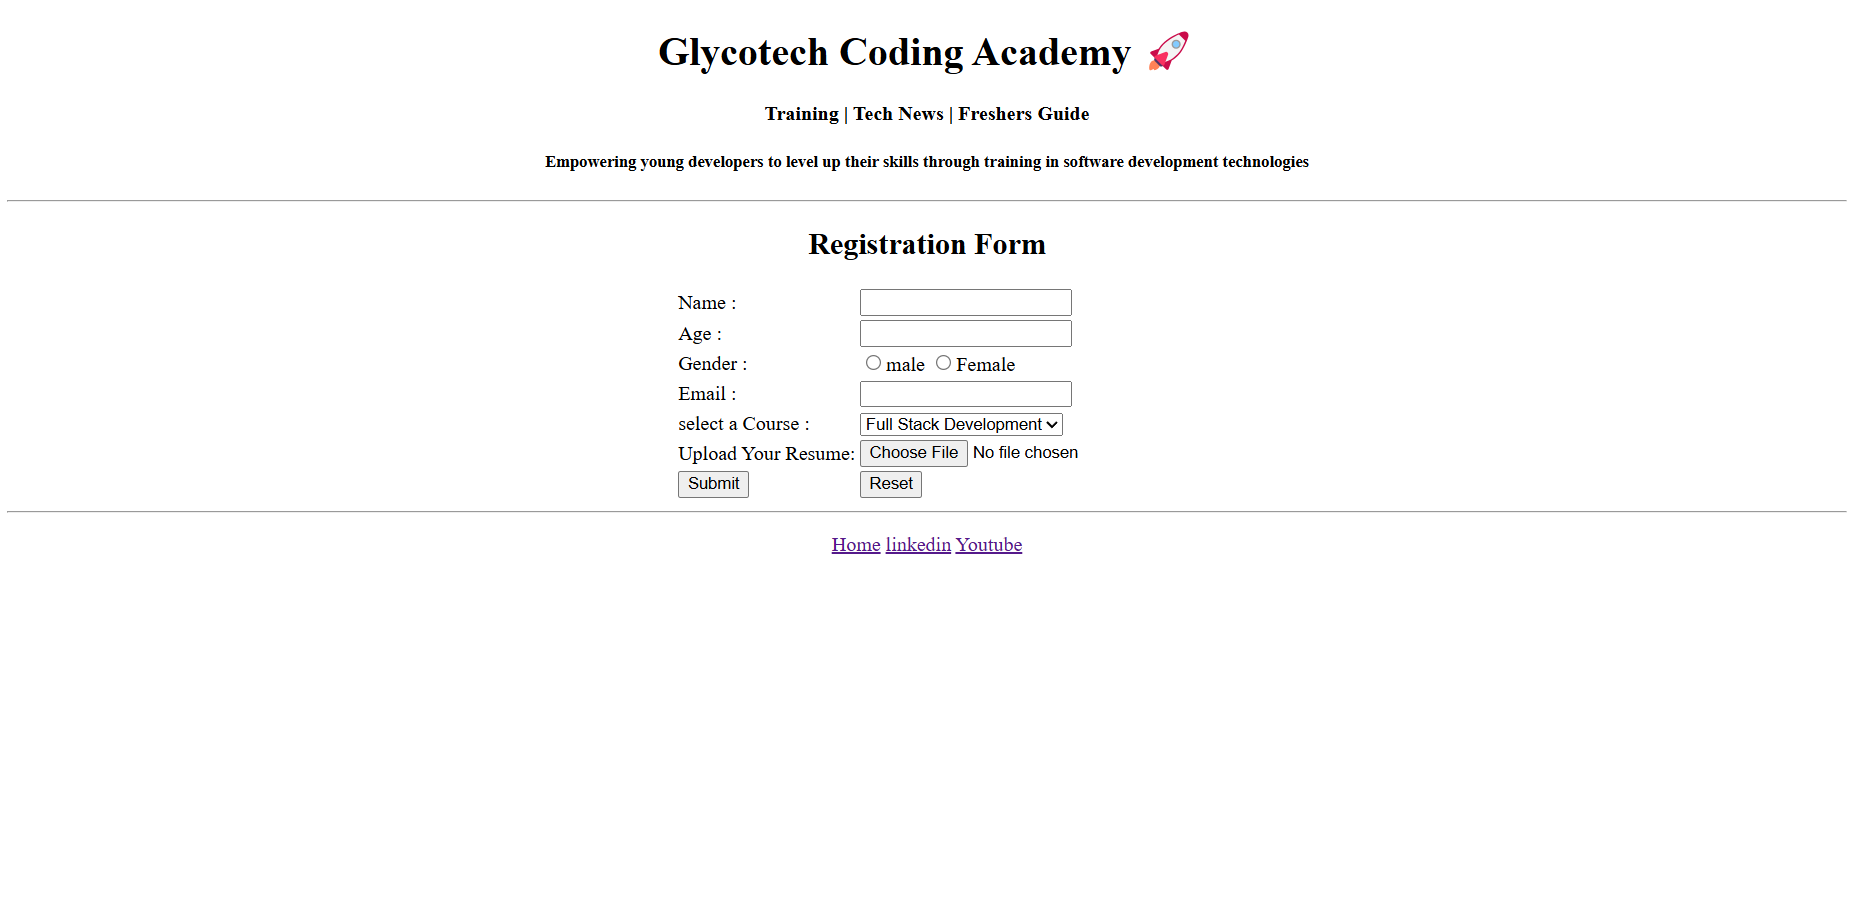 Glycotech Coding Academy 🚀
Training | Tech News | Freshers Guide
Empowering young developers to level up their skills through training in software development technologies
Registration Form
Name :
Age :
Gender : male Female
Email :
select a Course : Full Stack Development
Upload Your Resume: Choose File No file chosen
Submit Reset
Home linkedin Youtube